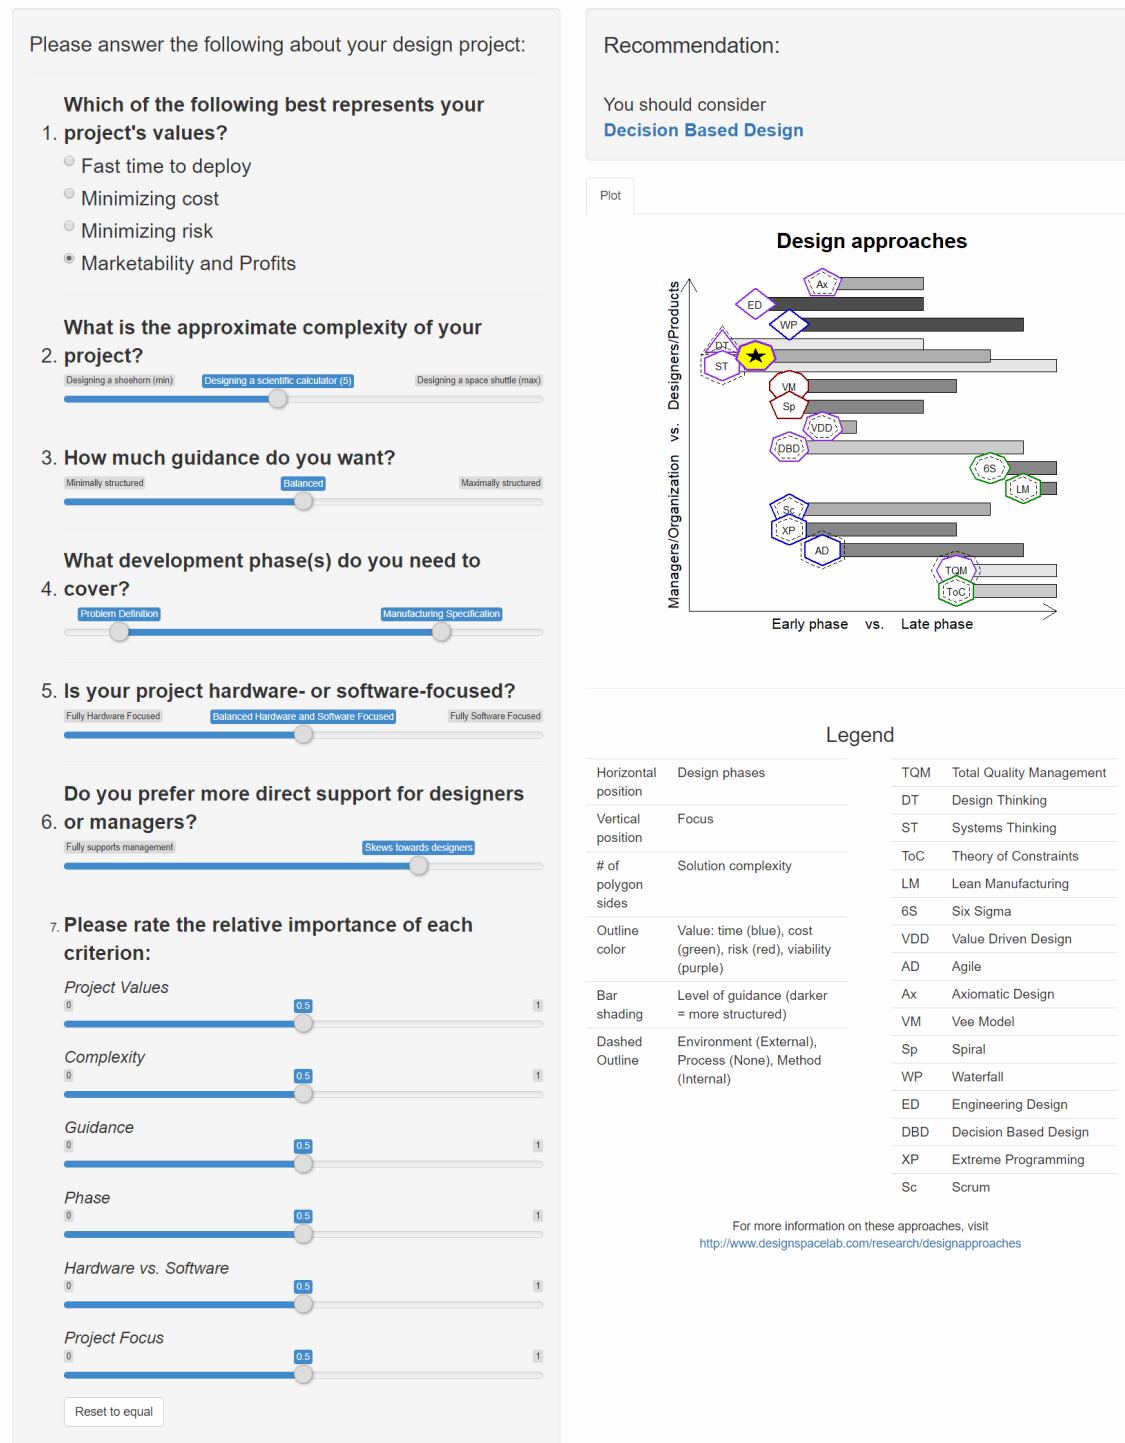 Please answer the following about your design project:
Which of the following best represents your
1. project's values?
Fast time to deploy
Minimizing cost
Minimizing risk
Marketability and Profits
What is the approximate complexity of your
2. project?
Designing a shoehorn (min) Designing a scientific calculator (5) Designing a space shuttle (max)
3. How much guidance do you want?
Minimally structured Balanced Maximally structured
What development phase(s) do you need to
4. cover?
Problem Definition Manufacturing Specification
5. Is your project hardware- or software-focused?
Fully Hardware Focused Balanced Hardware and Software Focused Fully Software Focused
Do you prefer more direct support for designers
6. or managers?
Fully supports management Skews towards designers
7. Please rate the relative importance of each
criterion:
Project Values
0 0.5 1
Complexity
0 0.5 1
Guidance
0 0.5 1
Phase
0 0.5 1
Hardware vs. Software
0 0.5 1
Project Focus
0 0.5 1
Reset to equal
Recommendation:
You should consider
Decision Based Design
Plot
Design approaches
Managers/Organization vs. Designers/Products
Ax
ED
WP
DT
ST
VM
Sp
VDD
DBD
6S
LM
Sc
XP
AD
TQM
ToC
Early phase vs. Late phase
Legend
Horizontal Design phases
position
Vertical Focus
position
# of Solution complexity
polygon
sides
Outline Value: time (blue), cost
color (green), risk (red), viability
(purple)
Bar Level of guidance (darker
shading = more structured)
Dashed Environment (External),
Outline Process (None), Method
(Internal)
TQM Total Quality Management
DT Design Thinking
ST Systems Thinking
ToC Theory of Constraints
LM Lean Manufacturing
6S Six Sigma
VDD Value Driven Design
AD Agile
Ax Axiomatic Design
VM Vee Model
Sp Spiral
WP Waterfall
ED Engineering Design
DBD Decision Based Design
XP Extreme Programming
Sc Scrum
For more information on these approaches, visit
http://www.designspacelab.com/research/designapproaches